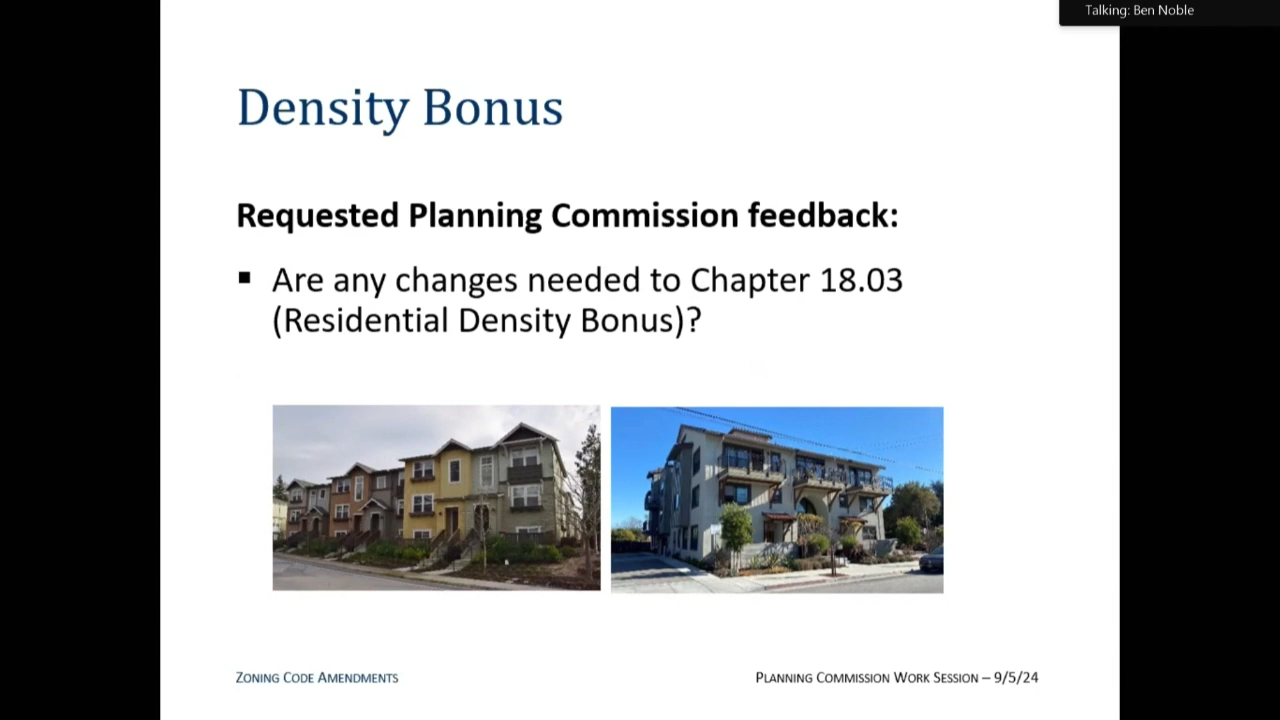 Talking: Ben Noble
Density Bonus
Requested Planning Commission feedback:
▪ Are any changes needed to Chapter 18.03
(Residential Density Bonus)?
Zoning Code Amendments
Planning Commission Work Session – 9/5/24